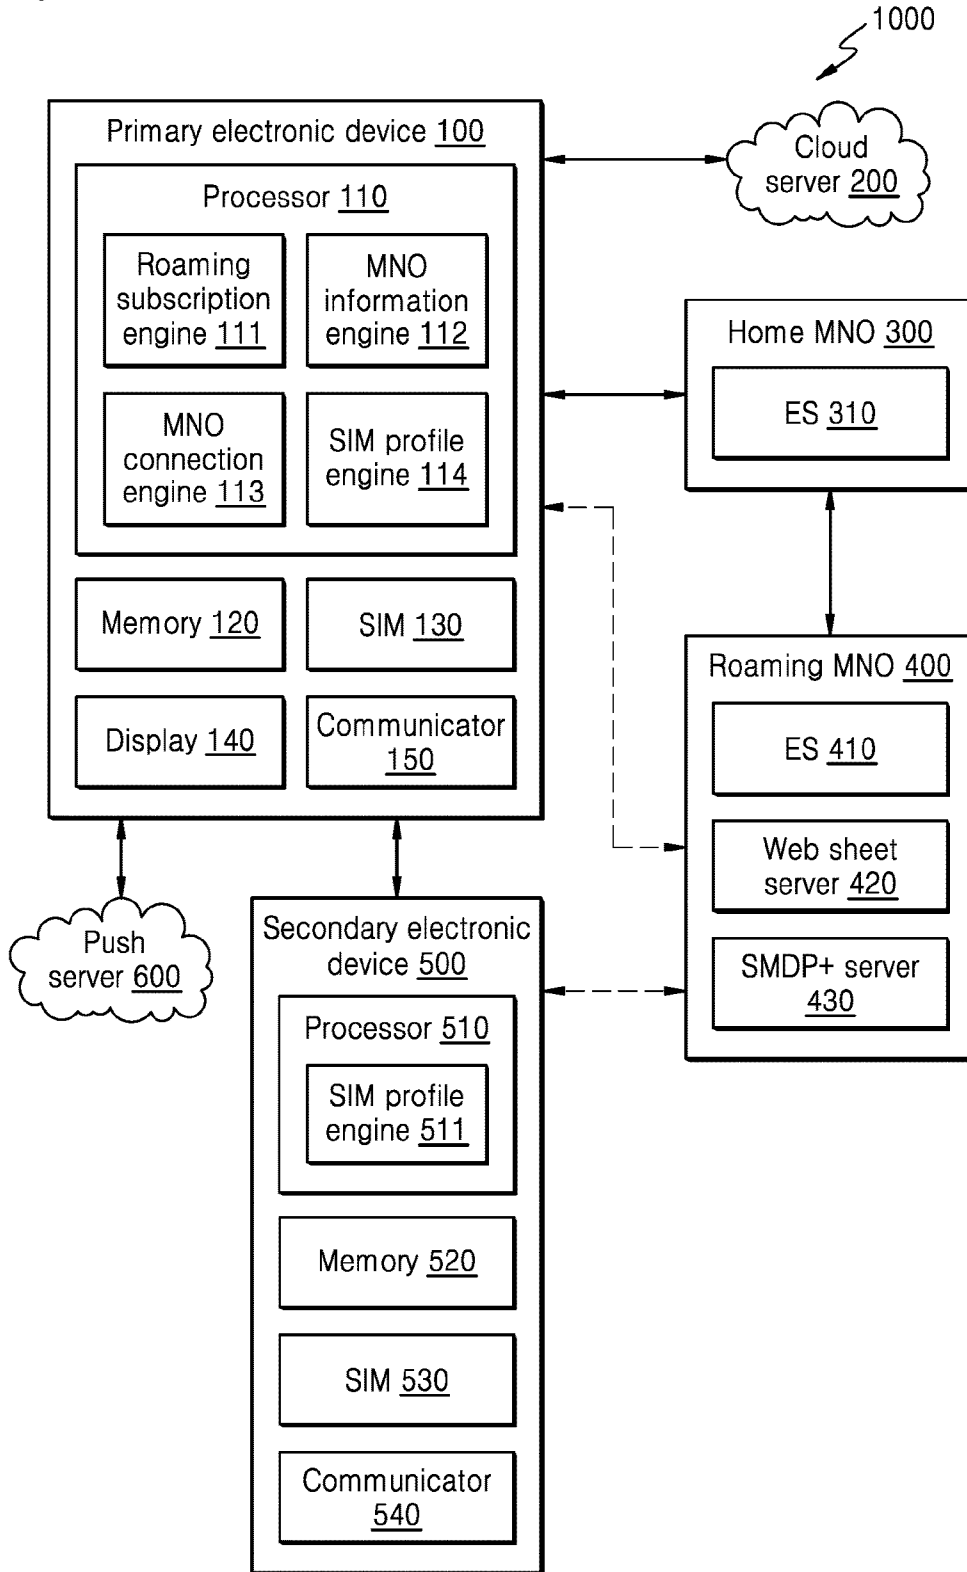 1000
Primary electronic device 100
Processor 110
Roaming
subscription
engine 111
MNO
information
engine 112
MNO
connection
engine 113
SIM profile
engine 114
Memory 120
SIM 130
Display 140
Communicator
150
Cloud
server 200
Home MNO 300
ES 310
Roaming MNO 400
ES 410
Web sheet
server 420
SMDP+ server
430
Push
server 600
Secondary electronic
device 500
Processor 510
SIM profile
engine 511
Memory 520
SIM 530
Communicator
540